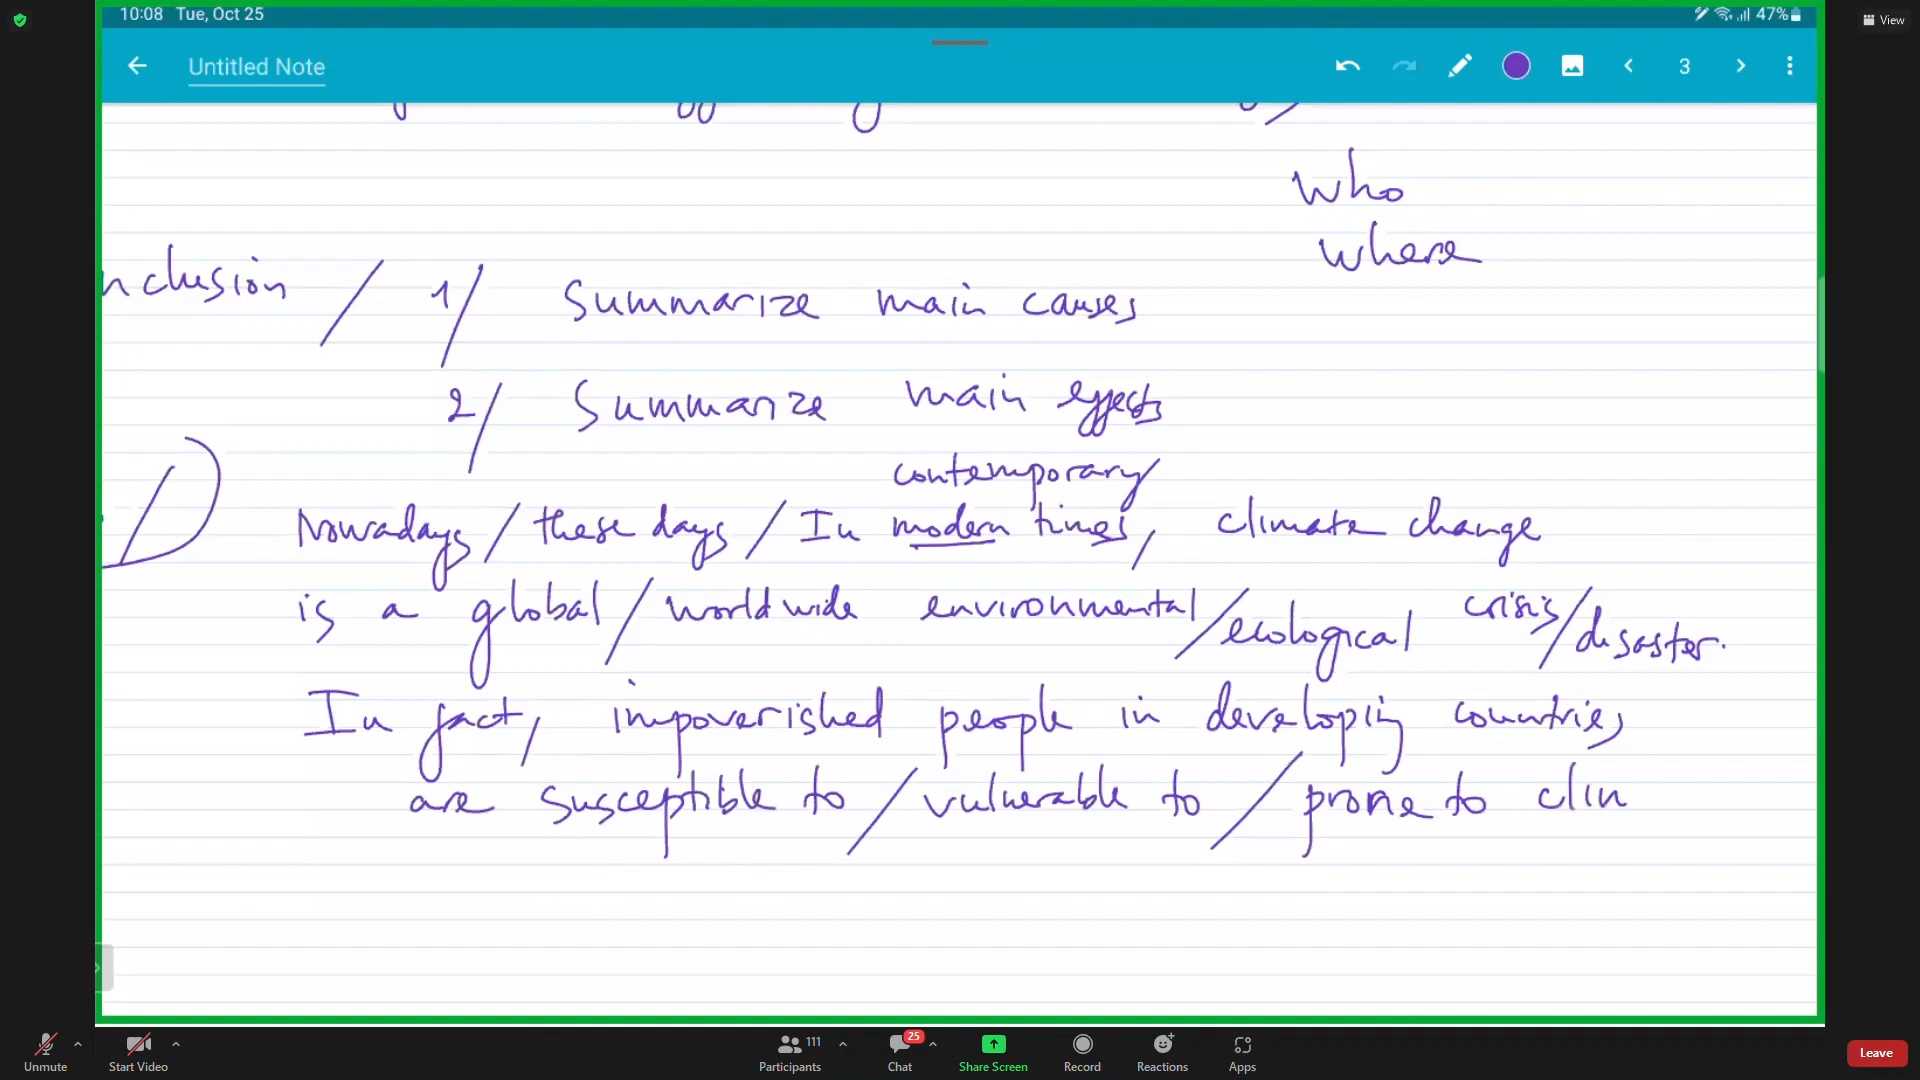 10:08 Tue, Oct 25
47%
View
Untitled Note
3
who
where
nclusion / 1/ Summarize main causes
2/ Summarize main effects
contemporary
Nowadays / these days / In modern times, climate change
is a global / worldwide environmental / ecological crisis / disaster.
In fact, impoverished people in developing countries
are susceptible to / vulnerable to / prone to clim
111
25
Unmute
Start Video
Participants
Chat
Share Screen
Record
Reactions
Apps
Leave